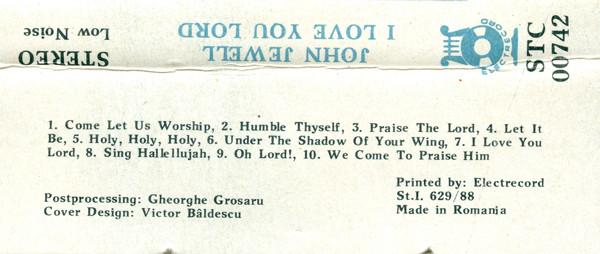 STEREO
Low Noise
JOHN JEWELL
I LOVE YOU LORD
ELECTRECORD
STC
00742
1. Come Let Us Worship, 2. Humble Thyself, 3. Praise The Lord, 4. Let It
Be, 5. Holy, Holy, Holy, 6. Under The Shadow Of Your Wing, 7. I Love You
Lord, 8. Sing Hallellujah, 9. Oh Lord!, 10. We Come To Praise Him
Postprocessing: Gheorghe Grosaru
Cover Design: Victor Bâldescu
Printed by: Electrecord
St.I. 629/88
Made in Romania